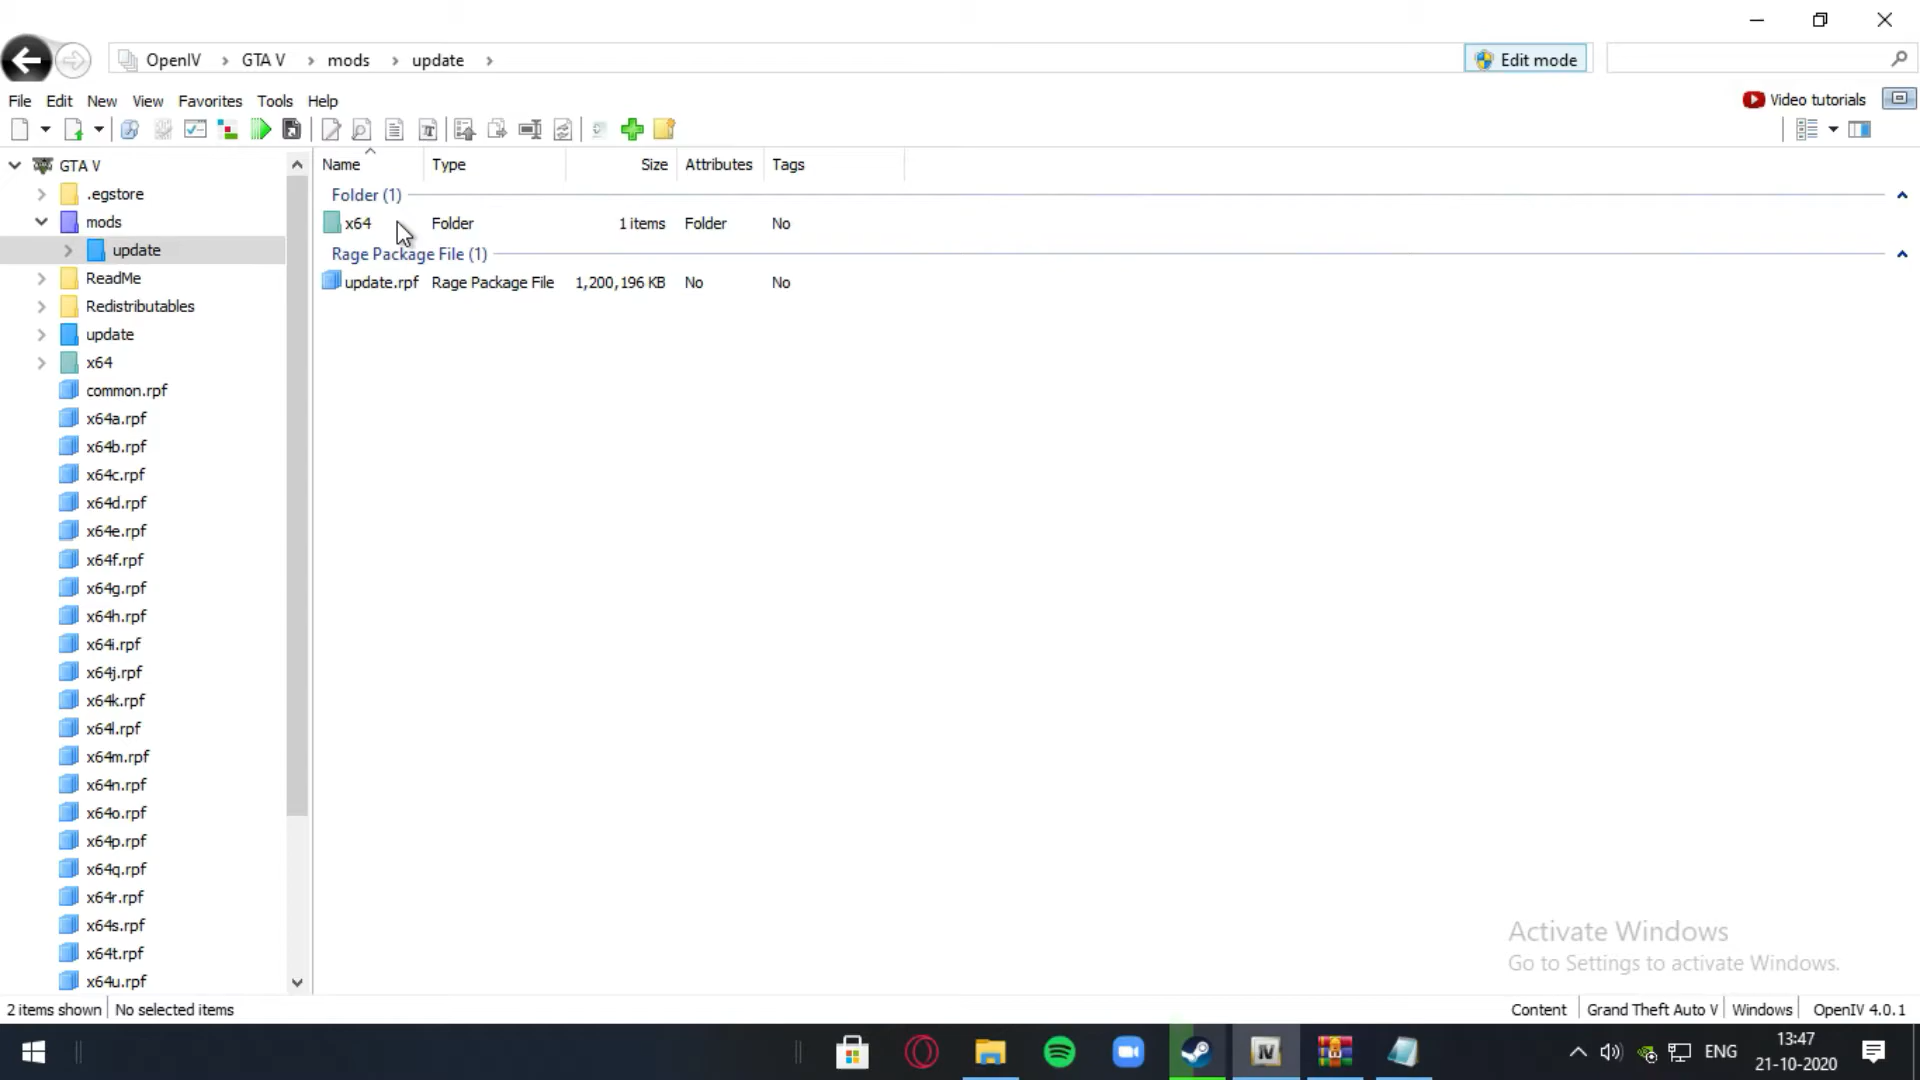 OpenIV > GTA V > mods > update >
Edit mode
File Edit New View Favorites Tools Help
Video tutorials
GTA V
.egstore
mods
update
ReadMe
Redistributables
update
x64
common.rpf
x64a.rpf
x64b.rpf
x64c.rpf
x64d.rpf
x64e.rpf
x64f.rpf
x64g.rpf
x64h.rpf
x64i.rpf
x64j.rpf
x64k.rpf
x64l.rpf
x64m.rpf
x64n.rpf
x64o.rpf
x64p.rpf
x64q.rpf
x64r.rpf
x64s.rpf
x64t.rpf
x64u.rpf
Name Type Size Attributes Tags
Folder (1)
x64 Folder 1 items Folder No
Rage Package File (1)
update.rpf Rage Package File 1,200,196 KB No No
Activate Windows
Go to Settings to activate Windows.
2 items shown No selected items
Content Grand Theft Auto V Windows OpenIV 4.0.1
IV
ENG
13:47
21-10-2020